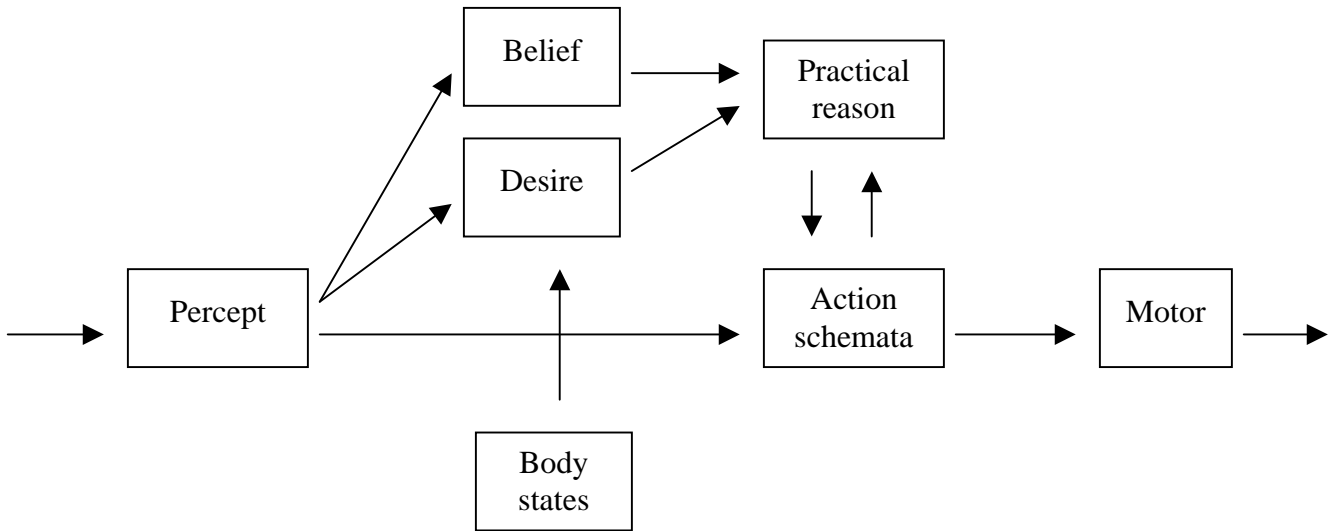 Belief
Practical
reason
Desire
Percept
Action
schemata
Motor
Body
states